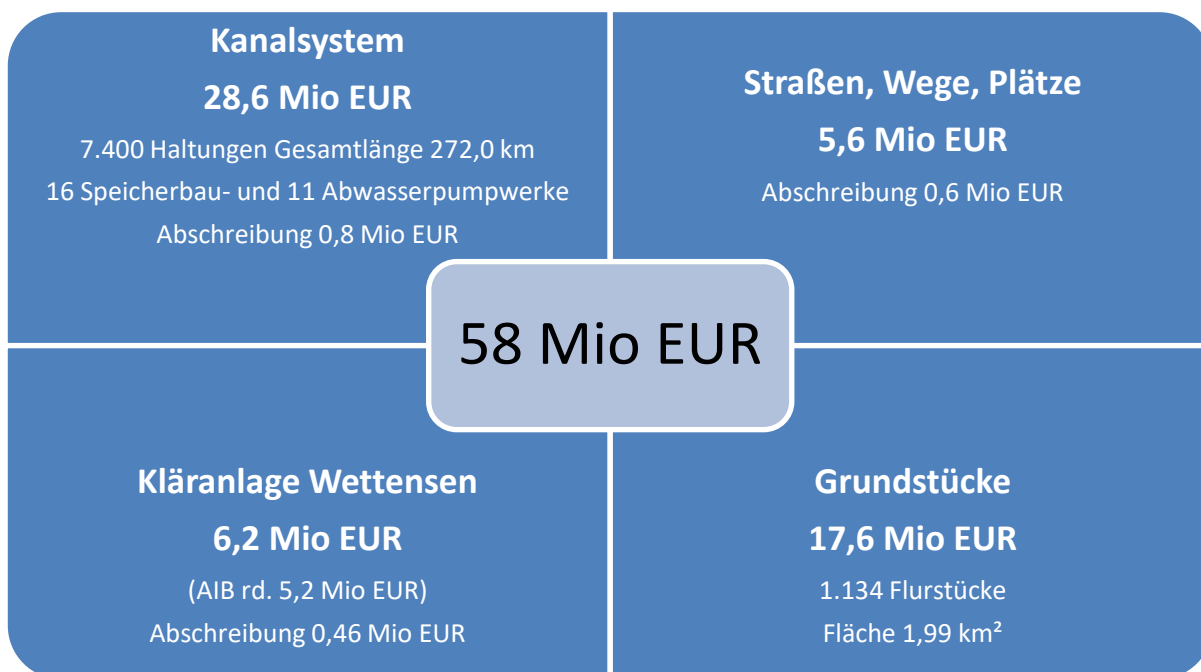 Kanalsystem
28,6 Mio EUR
7.400 Haltungen Gesamtlänge 272,0 km
16 Speicherbau- und 11 Abwasserpumpwerke
Abschreibung 0,8 Mio EUR
Straßen, Wege, Plätze
5,6 Mio EUR
Abschreibung 0,6 Mio EUR
58 Mio EUR
Kläranlage Wettensen
6,2 Mio EUR
(AIB rd. 5,2 Mio EUR)
Abschreibung 0,46 Mio EUR
Grundstücke
17,6 Mio EUR
1.134 Flurstücke
Fläche 1,99 km²